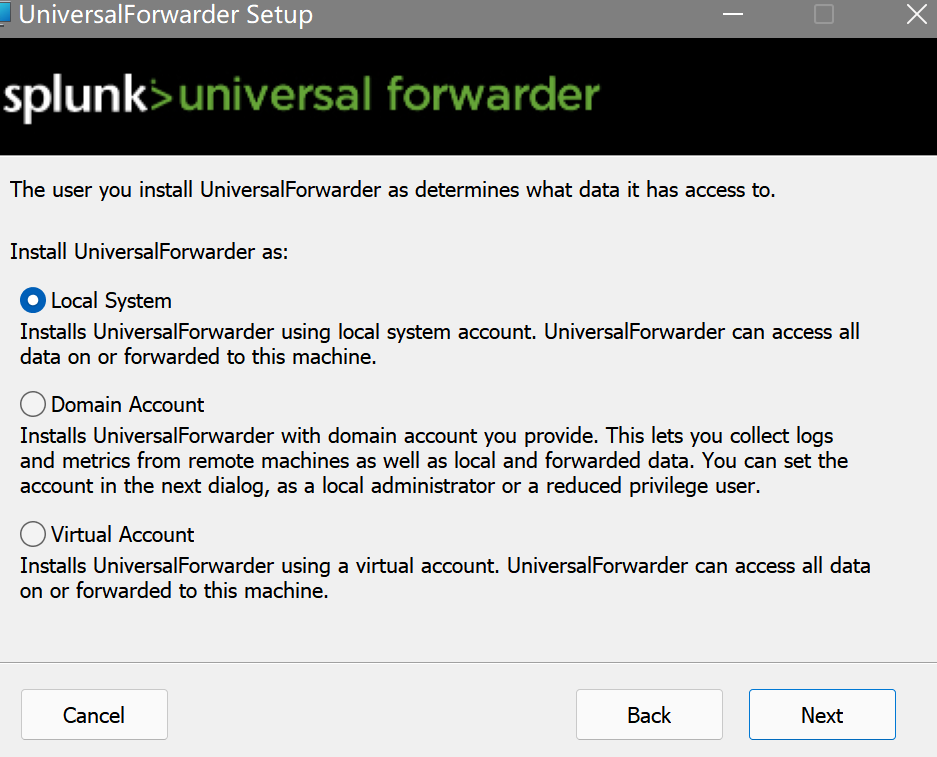 UniversalForwarder Setup
splunk>universal forwarder
The user you install UniversalForwarder as determines what data it has access to.
Install UniversalForwarder as:
Local System
Installs UniversalForwarder using local system account. UniversalForwarder can access all
data on or forwarded to this machine.
Domain Account
Installs UniversalForwarder with domain account you provide. This lets you collect logs
and metrics from remote machines as well as local and forwarded data. You can set the
account in the next dialog, as a local administrator or a reduced privilege user.
Virtual Account
Installs UniversalForwarder using a virtual account. UniversalForwarder can access all data
on or forwarded to this machine.
Cancel
Back
Next